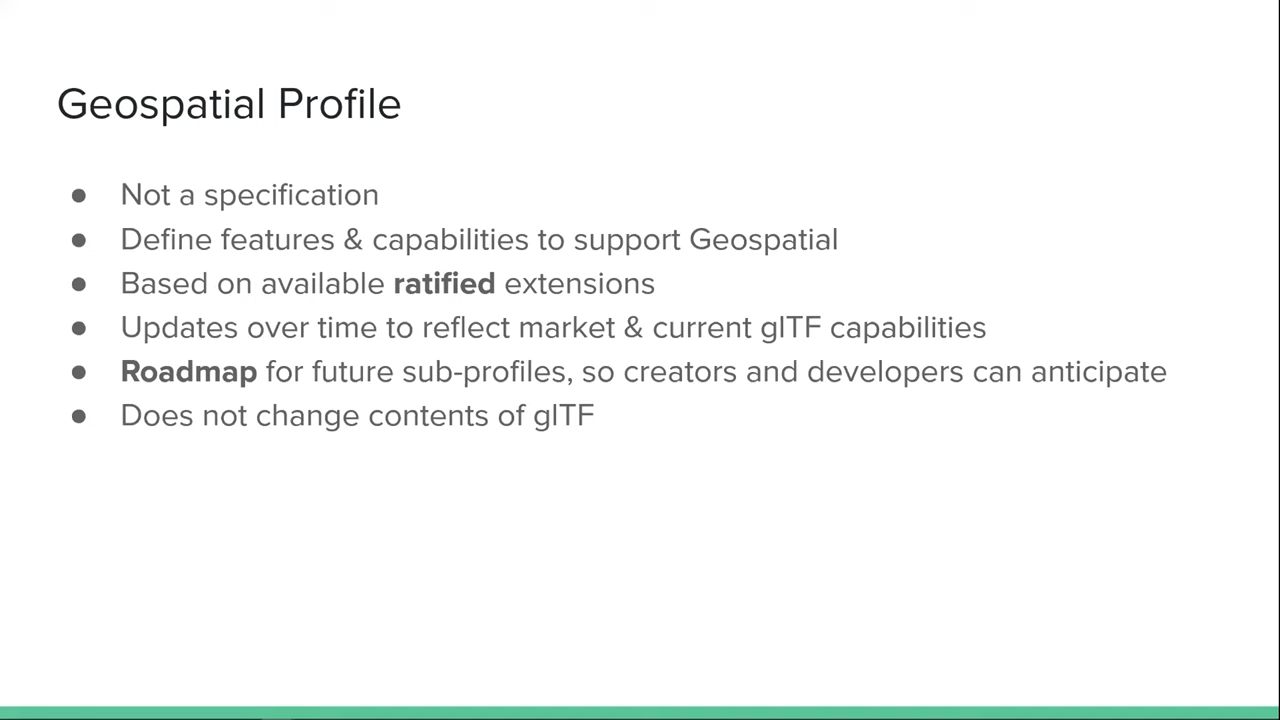 Geospatial Profile
● Not a specification
● Define features & capabilities to support Geospatial
● Based on available ratified extensions
● Updates over time to reflect market & current glTF capabilities
● Roadmap for future sub-profiles, so creators and developers can anticipate
● Does not change contents of glTF